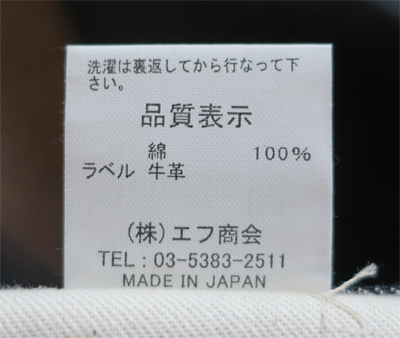 洗濯は裏返してから行なって下
さい。
品質表示
綿 100%
ラベル 牛革
(株)エフ商会
TEL : 03-5383-2511
MADE IN JAPAN